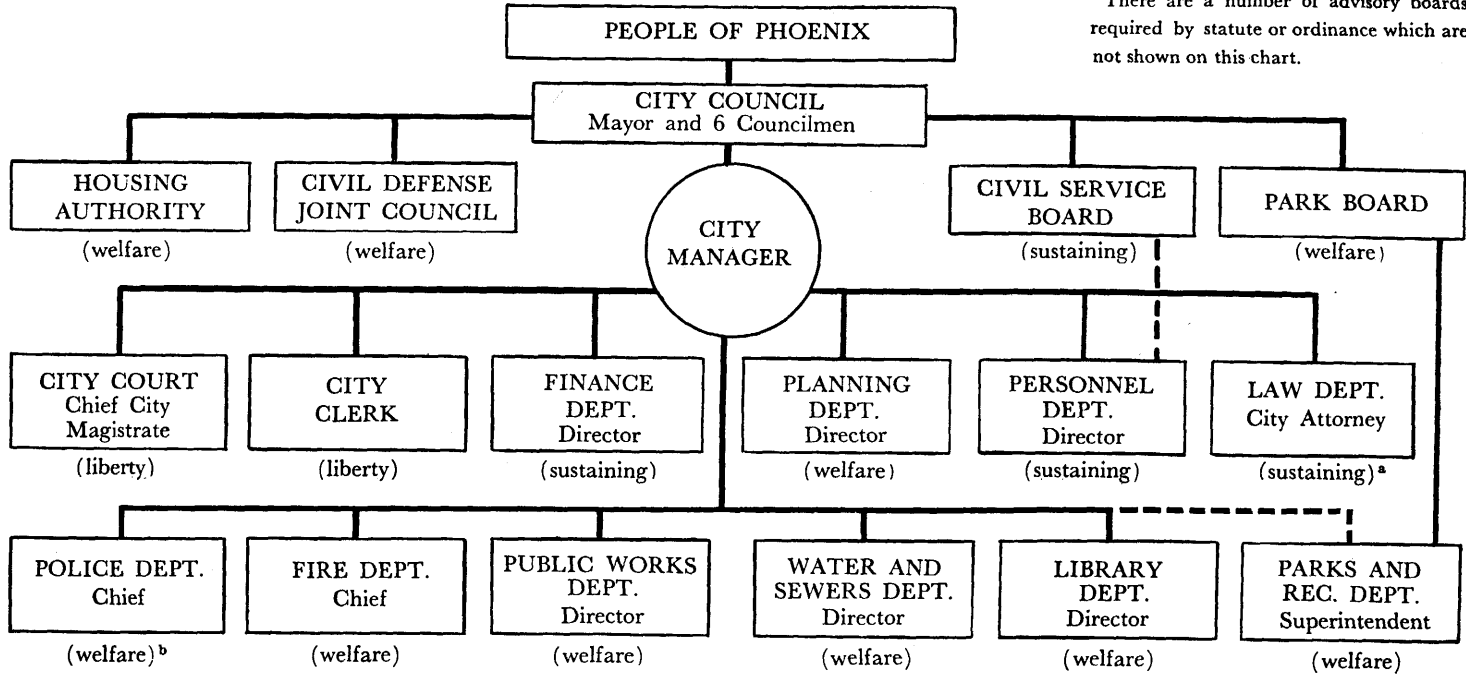 There are a number of advisory boards
required by statute or ordinance which are
not shown on this chart.
PEOPLE OF PHOENIX
CITY COUNCIL
Mayor and 6 Councilmen
HOUSING
AUTHORITY
(welfare)
CIVIL DEFENSE
JOINT COUNCIL
(welfare)
CITY
MANAGER
CIVIL SERVICE
BOARD
(sustaining)
PARK BOARD
(welfare)
CITY COURT
Chief City
Magistrate
(liberty)
CITY
CLERK
(liberty)
FINANCE
DEPT.
Director
(sustaining)
PLANNING
DEPT.
Director
(welfare)
PERSONNEL
DEPT.
Director
(sustaining)
LAW DEPT.
City Attorney
(sustaining)ᵃ
POLICE DEPT.
Chief
(welfare)ᵇ
FIRE DEPT.
Chief
(welfare)
PUBLIC WORKS
DEPT.
Director
(welfare)
WATER AND
SEWERS DEPT.
Director
(welfare)
LIBRARY
DEPT.
Director
(welfare)
PARKS AND
REC. DEPT.
Superintendent
(welfare)